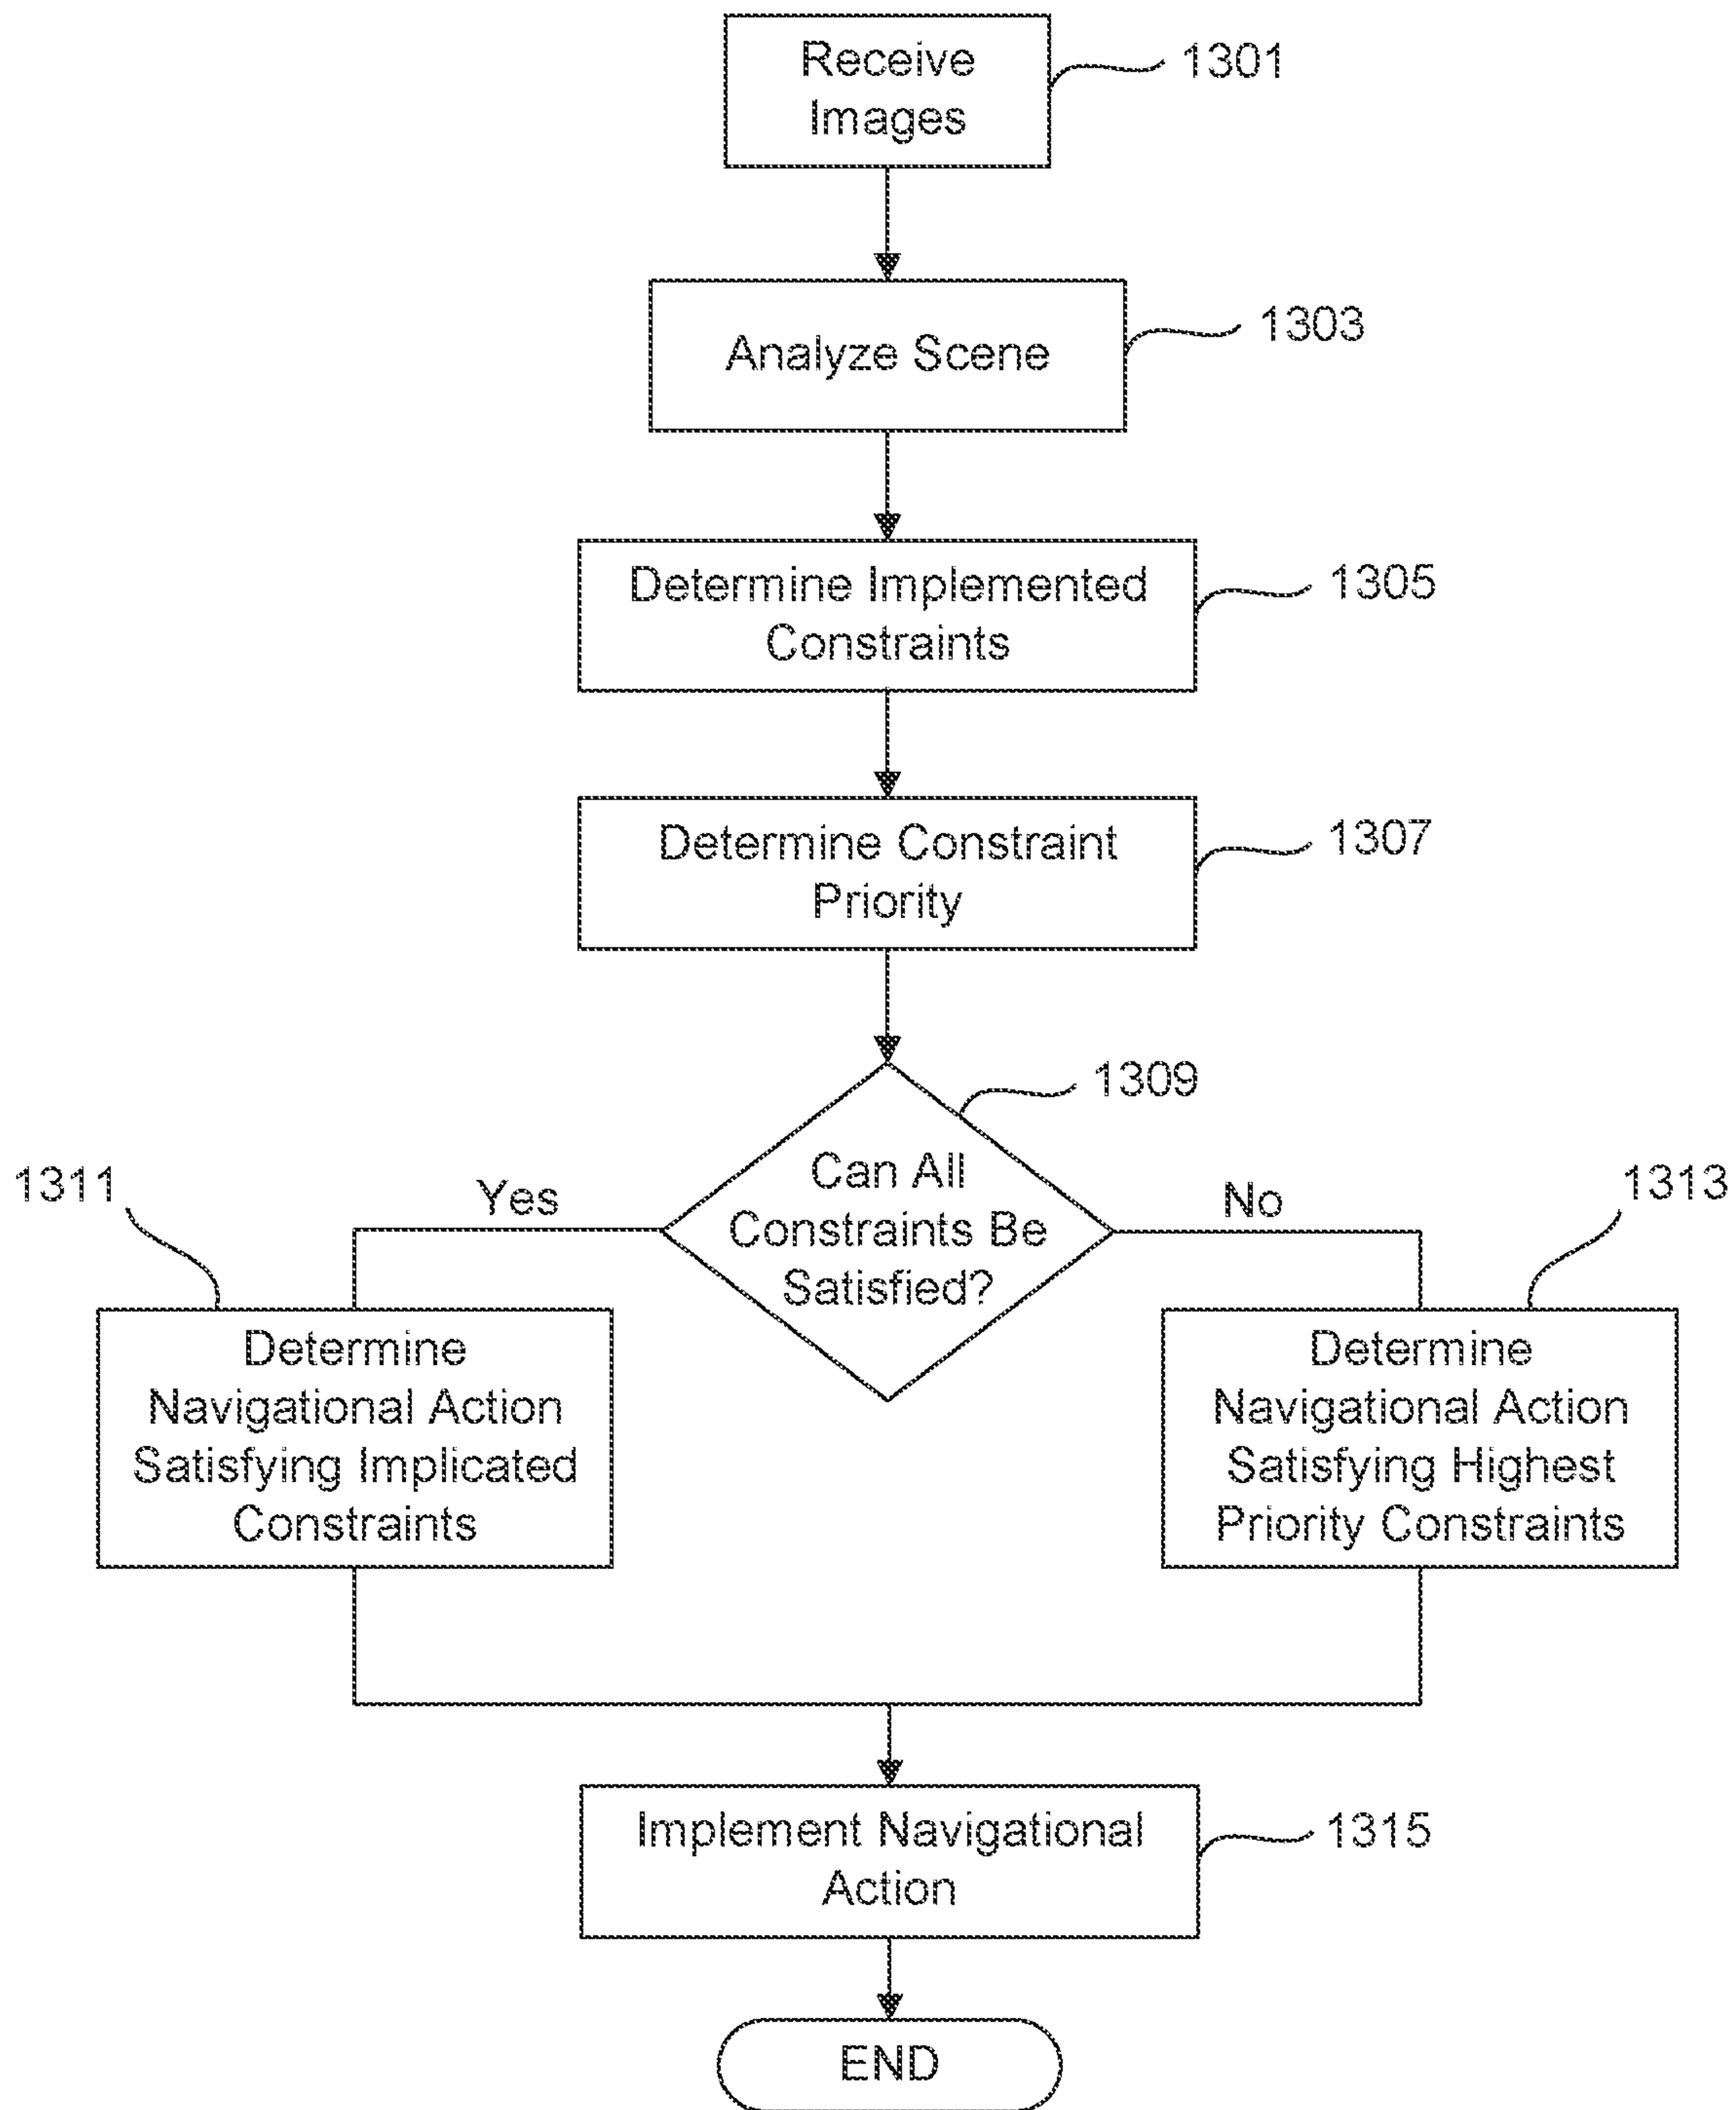 Receive
Images
1301
Analyze Scene
1303
Determine Implemented
Constraints
1305
Determine Constraint
Priority
1307
1309
Can All
Constraints Be
Satisfied?
Yes
No
1311
1313
Determine
Navigational Action
Satisfying Implicated
Constraints
Determine
Navigational Action
Satisfying Highest
Priority Constraints
Implement Navigational
Action
1315
END